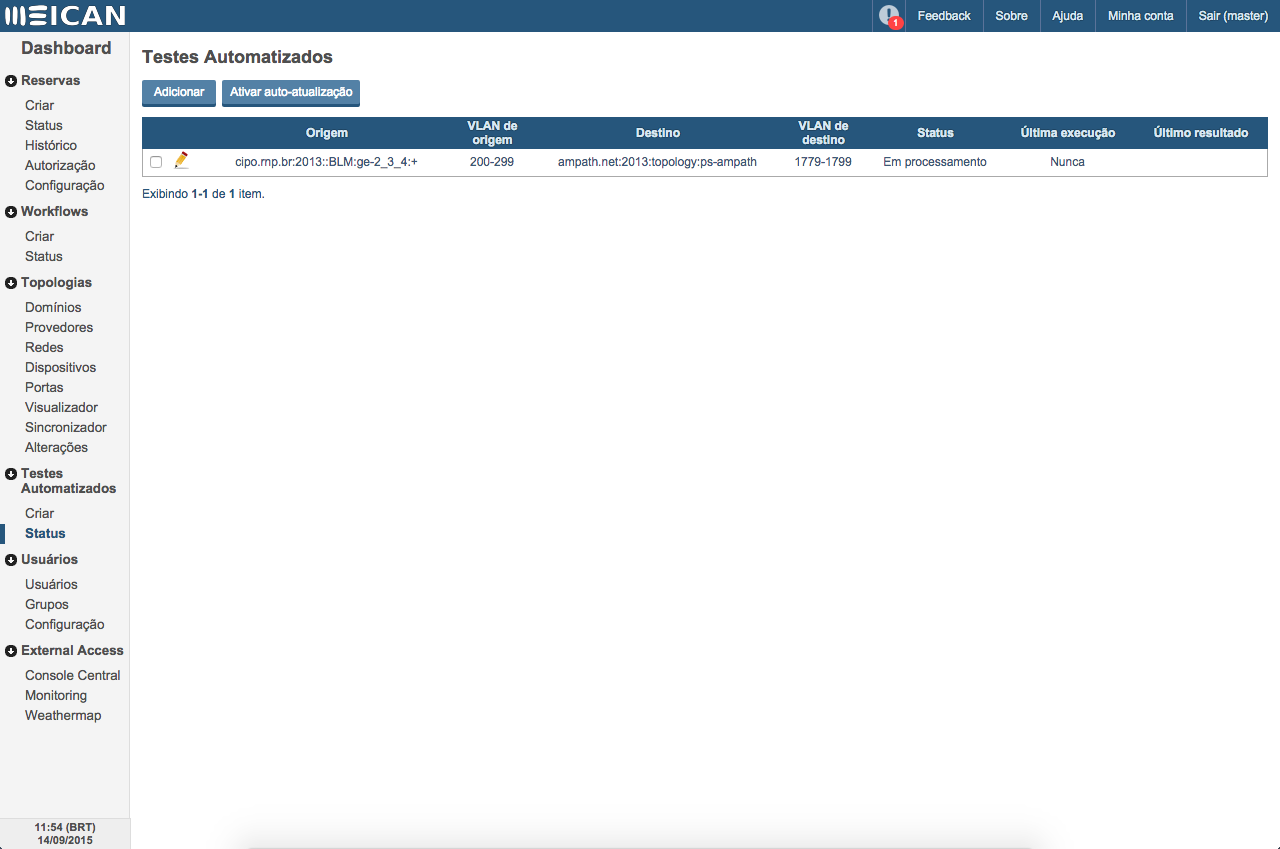 MEICAN
1
Feedback
Sobre
Ajuda
Minha conta
Sair (master)
Dashboard
Reservas
Criar
Status
Histórico
Autorização
Configuração
Workflows
Criar
Status
Topologias
Domínios
Provedores
Redes
Dispositivos
Portas
Visualizador
Sincronizador
Alterações
Testes
Automatizados
Criar
Status
Usuários
Usuários
Grupos
Configuração
External Access
Console Central
Monitoring
Weathermap
11:54 (BRT)
14/09/2015
Testes Automatizados
Adicionar
Ativar auto-atualização
Origem
VLAN de
origem
Destino
VLAN de
destino
Status
Última execução
Último resultado
cipo.rnp.br:2013::BLM:ge-2_3_4:+
200-299
ampath.net:2013:topology:ps-ampath
1779-1799
Em processamento
Nunca
Exibindo 1-1 de 1 item.